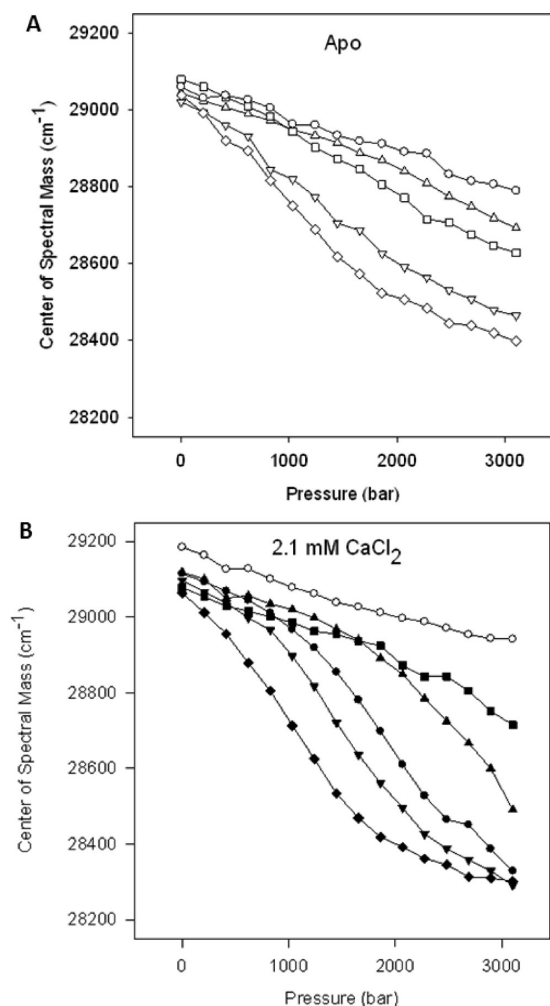 A
Apo
Center of Spectral Mass (cm⁻¹)
29200
29000
28800
28600
28400
28200
0 1000 2000 3000
Pressure (bar)
B
2.1 mM CaCl₂
Center of Spectral Mass (cm⁻¹)
29200
29000
28800
28600
28400
28200
0 1000 2000 3000
Pressure (bar)